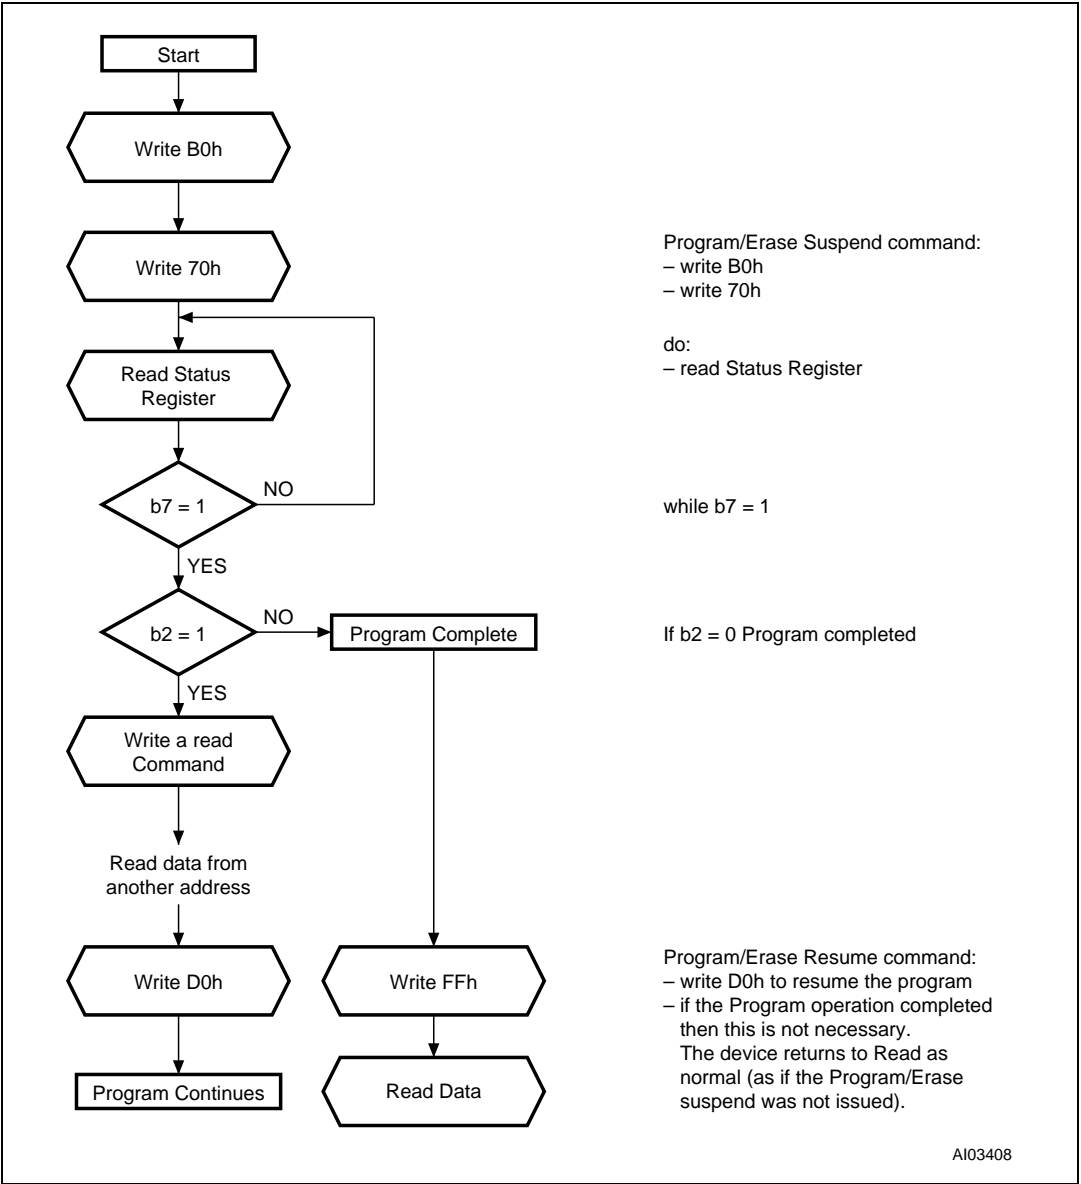 Start
Write B0h
Write 70h
Program/Erase Suspend command:
– write B0h
– write 70h
do:
– read Status Register
Read Status
Register
NO
b7 = 1
while b7 = 1
YES
NO
b2 = 1
Program Complete
If b2 = 0 Program completed
YES
Write a read
Command
Read data from
another address
Write D0h
Write FFh
Program/Erase Resume command:
– write D0h to resume the program
– if the Program operation completed
then this is not necessary.
The device returns to Read as
normal (as if the Program/Erase
suspend was not issued).
Program Continues
Read Data
AI03408